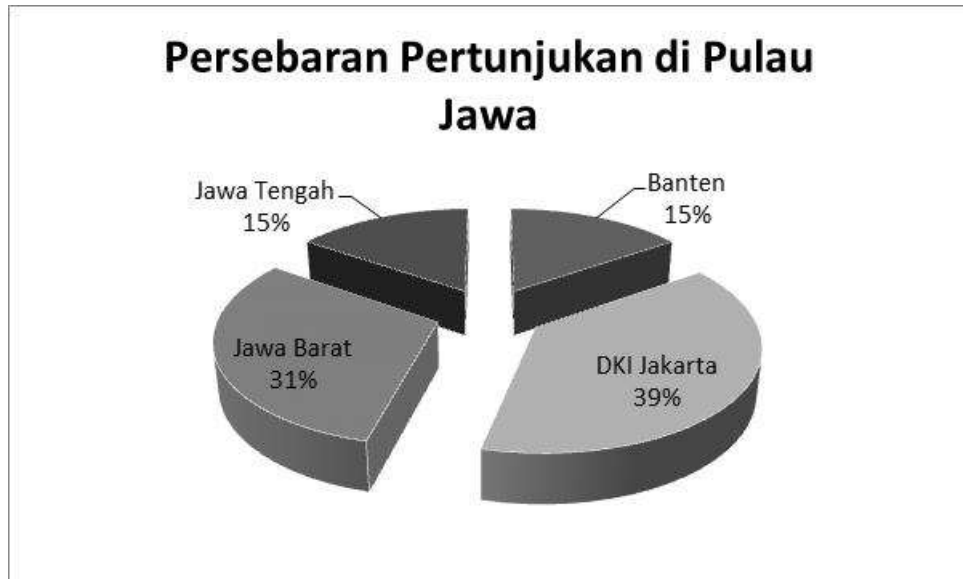 Persebaran Pertunjukan di Pulau
Jawa
Jawa Tengah
15%
Banten
15%
Jawa Barat
31%
DKI Jakarta
39%